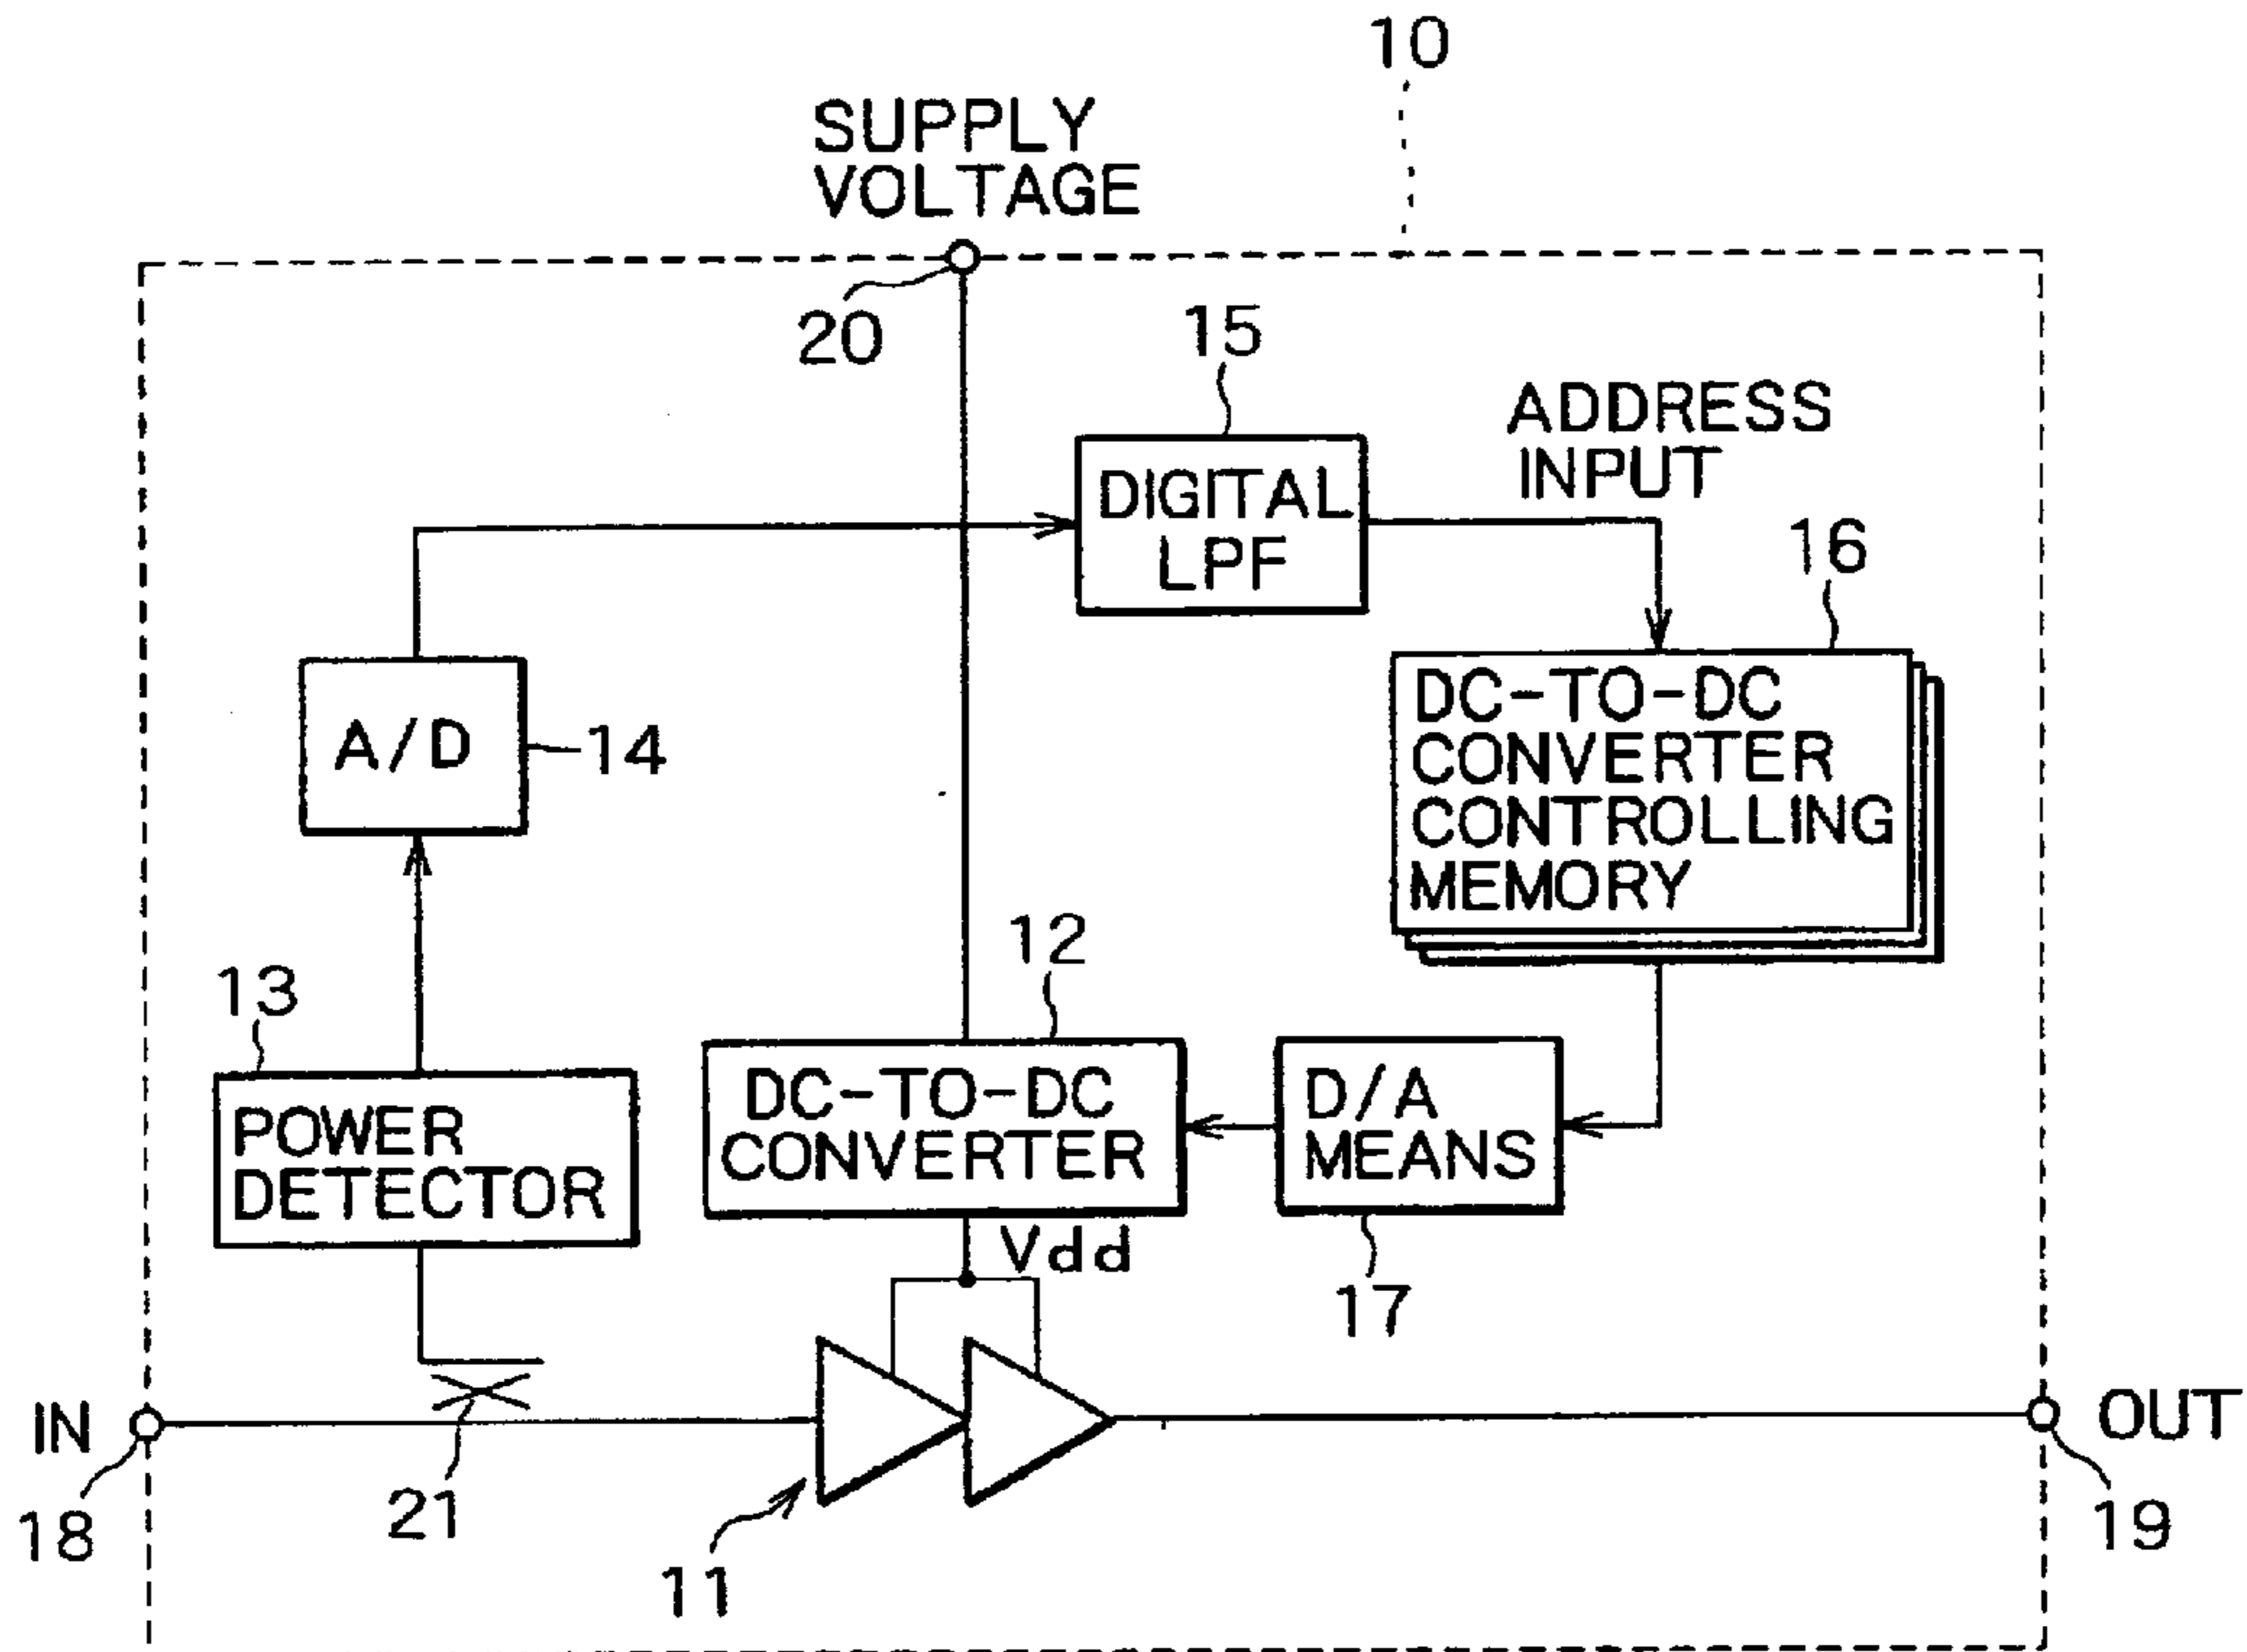 10
SUPPLY
VOLTAGE
20
15
DIGITAL
LPF
ADDRESS
INPUT
16
DC-TO-DC
CONVERTER
CONTROLLING
MEMORY
A/D
14
13
POWER
DETECTOR
12
DC-TO-DC
CONVERTER
D/A
MEANS
17
Vdd
IN
18
21
11
OUT
19